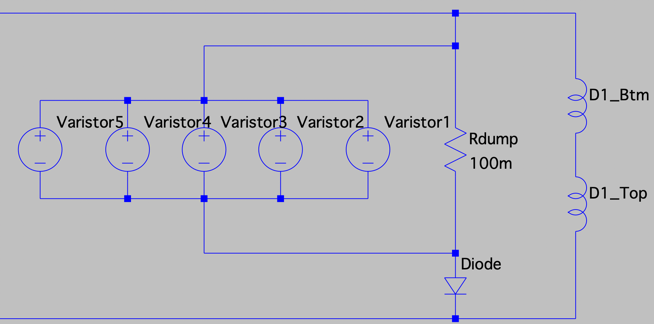 D1_Btm
Varistor5 Varistor4 Varistor3 Varistor2 Varistor1
Rdump
100m
D1_Top
Diode